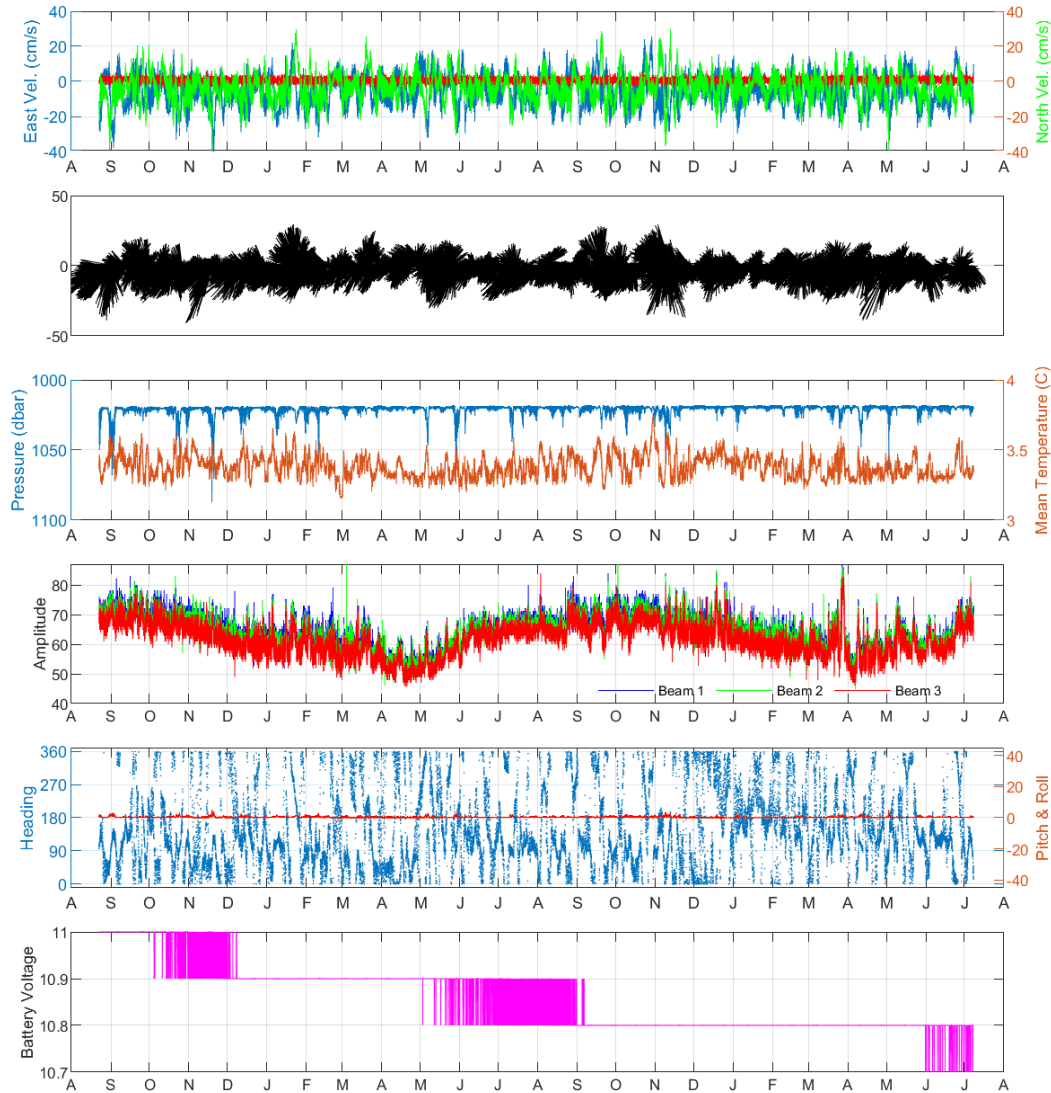 40 20 0 -20 -40
East Vel. (cm/s)
40 20 0 -20 -40
North Vel. (cm/s)
A S O N D J F M A M J J A S O N D J F M A M J J A
50 0 -50
A S O N D J F M A M J J A S O N D J F M A M J J A
1000 1050 1100
Pressure (dbar)
4 3.5 3
Mean Temperature (C)
A S O N D J F M A M J J A S O N D J F M A M J J A
80 70 60 50 40
Amplitude
Beam 1 Beam 2 Beam 3
A S O N D J F M A M J J A S O N D J F M A M J J A
360 270 180 90 0
Heading
40 20 0 -20 -40
Pitch & Roll
A S O N D J F M A M J J A S O N D J F M A M J J A
11 10.9 10.8 10.7
Battery Voltage
A S O N D J F M A M J J A S O N D J F M A M J J A